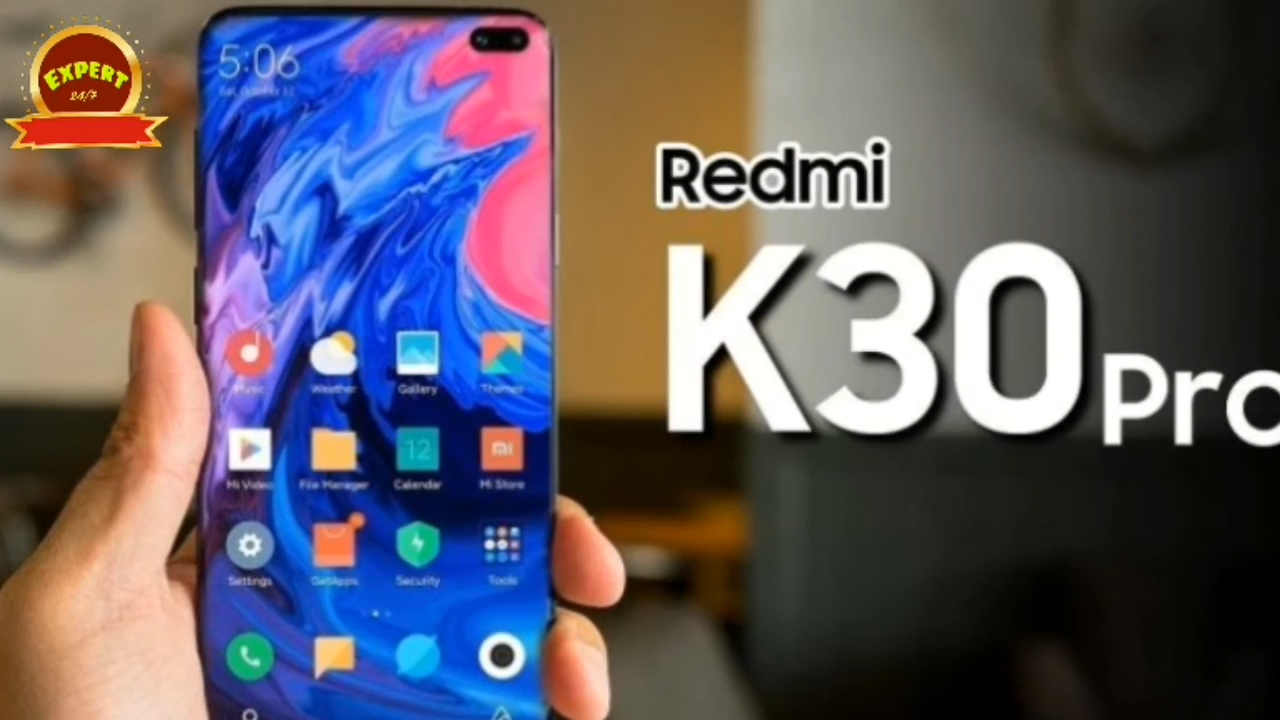 EXPERT
24/7
5:06
Redmi
K30 Pro
Music Weather Gallery Themes
Mi Video File Manager 12 Calendar mi Mi Store
Settings GetApps Security Tools